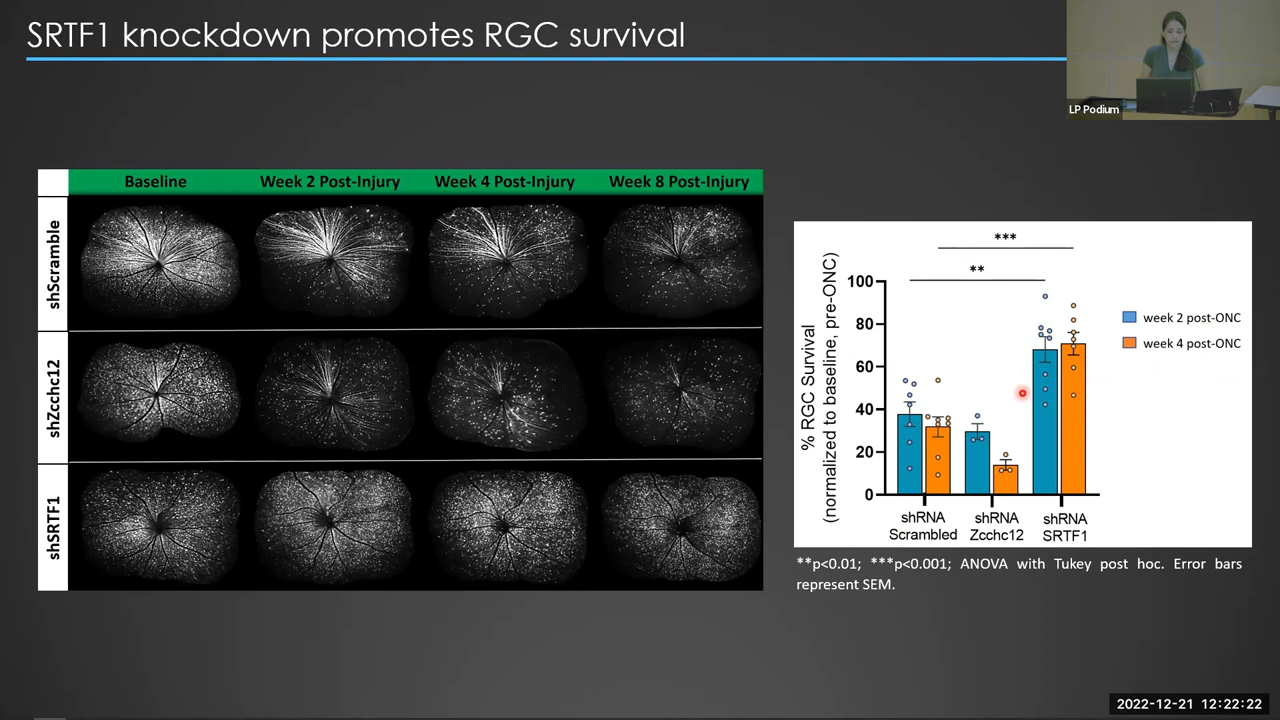 SRTF1 knockdown promotes RGC survival
LP Podium
Baseline
Week 2 Post-Injury
Week 4 Post-Injury
Week 8 Post-Injury
shScramble
shZcchc12
shSRTF1
% RGC Survival
(normalized to baseline, pre-ONC)
100
80
60
40
20
0
***
**
shRNA
Scrambled
shRNA
Zcchc12
shRNA
SRTF1
week 2 post-ONC
week 4 post-ONC
**p<0.01; ***p<0.001; ANOVA with Tukey post hoc. Error bars
represent SEM.
2022-12-21 12:22:22